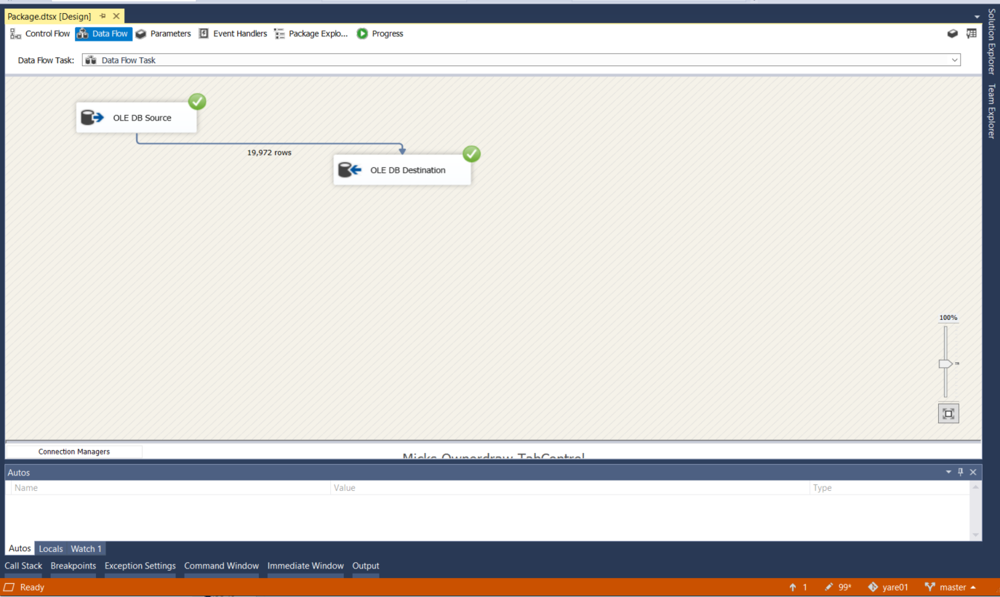 Package.dtsx [Design]
Control Flow Data Flow Parameters Event Handlers Package Explo... Progress
Data Flow Task: Data Flow Task
OLE DB Source
19,972 rows
OLE DB Destination
100%
Connection Managers
Micks Ownerdraw TabControl
Autos
Name Value Type
Autos Locals Watch 1
Call Stack Breakpoints Exception Settings Command Window Immediate Window Output
Ready 1 99* yare01 master
Solution Explorer
Team Explorer